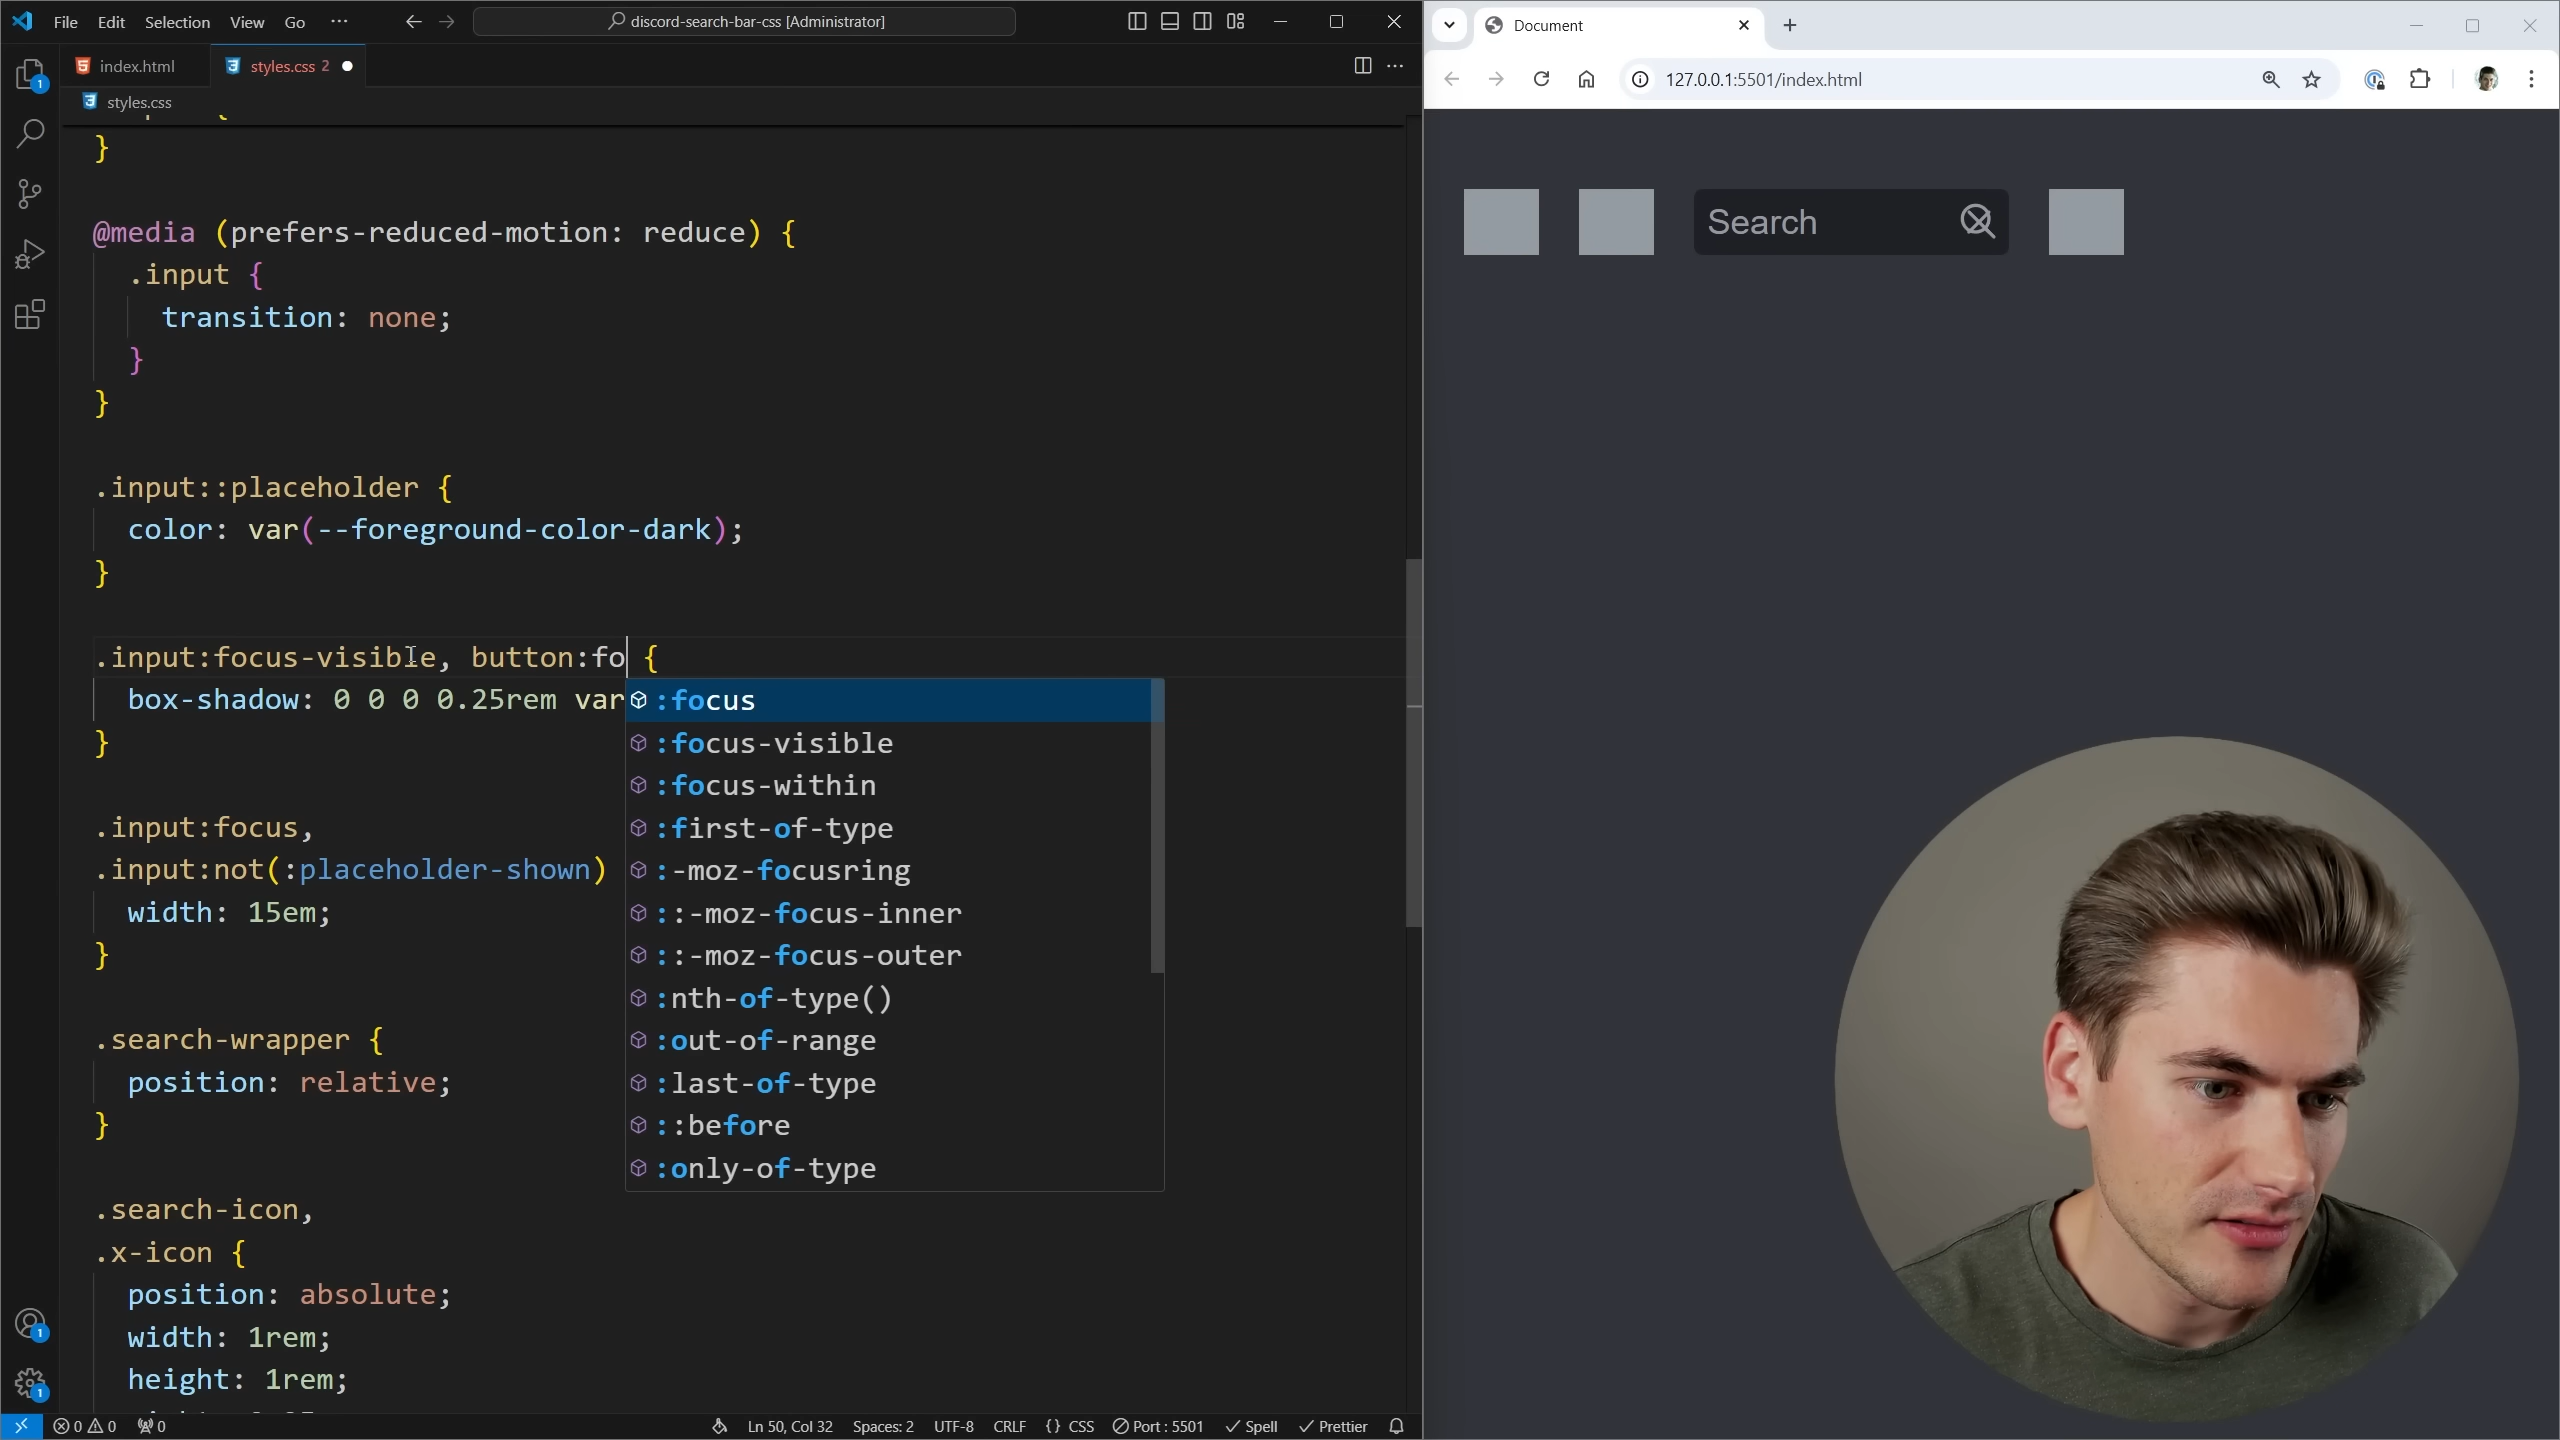 File Edit Selection View Go ···
discord-search-bar-css [Administrator]
index.html
styles.css 2
styles.css
}
@media (prefers-reduced-motion: reduce) {
.input {
transition: none;
}
}
.input::placeholder {
color: var(--foreground-color-dark);
}
.input:focus-visible, button:fo {
box-shadow: 0 0 0 0.25rem var
}
.input:focus,
.input:not(:placeholder-shown)
width: 15em;
}
.search-wrapper {
position: relative;
}
.search-icon,
.x-icon {
position: absolute;
width: 1rem;
height: 1rem;
:focus
:focus-visible
:focus-within
:first-of-type
:-moz-focusring
::-moz-focus-inner
::-moz-focus-outer
:nth-of-type()
:out-of-range
:last-of-type
::before
:only-of-type
1
1
1
0 0 0
Ln 50, Col 32 Spaces: 2 UTF-8 CRLF {} CSS Port : 5501 Spell Prettier
Document
127.0.0.1:5501/index.html
Search